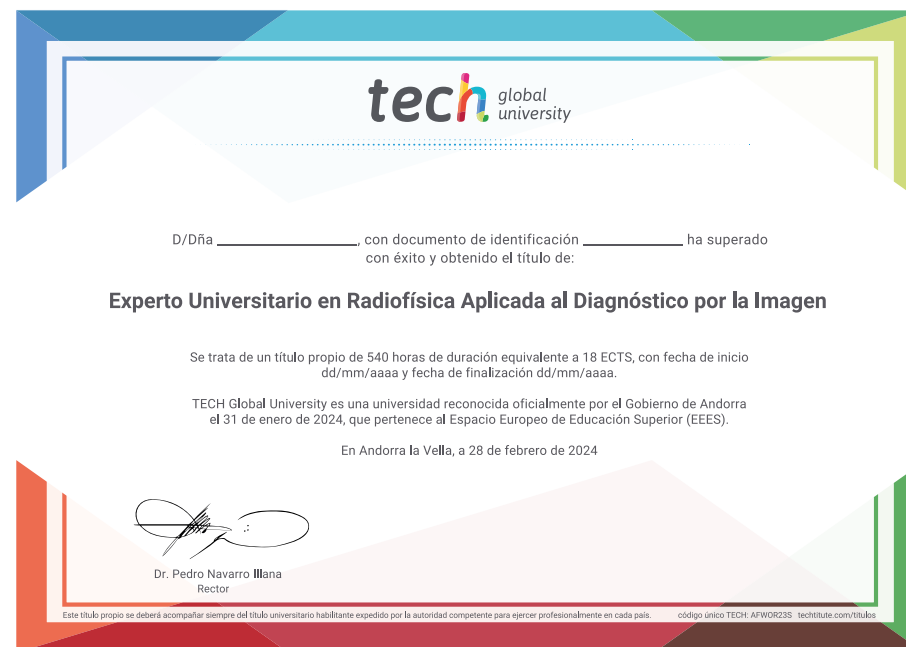 tech global
university
D/Dña ____________________, con documento de identificación ______________ ha superado
con éxito y obtenido el título de:
Experto Universitario en Radiofísica Aplicada al Diagnóstico por la Imagen
Se trata de un título propio de 540 horas de duración equivalente a 18 ECTS, con fecha de inicio
dd/mm/aaaa y fecha de finalización dd/mm/aaaa.
TECH Global University es una universidad reconocida oficialmente por el Gobierno de Andorra
el 31 de enero de 2024, que pertenece al Espacio Europeo de Educación Superior (EEES).
En Andorra la Vella, a 28 de febrero de 2024
Dr. Pedro Navarro Illana
Rector
Este título propio se deberá acompañar siempre del título universitario habilitante expedido por la autoridad competente para ejercer profesionalmente en cada país. código único TECH: AFWOR23S techtitute.com/titulos